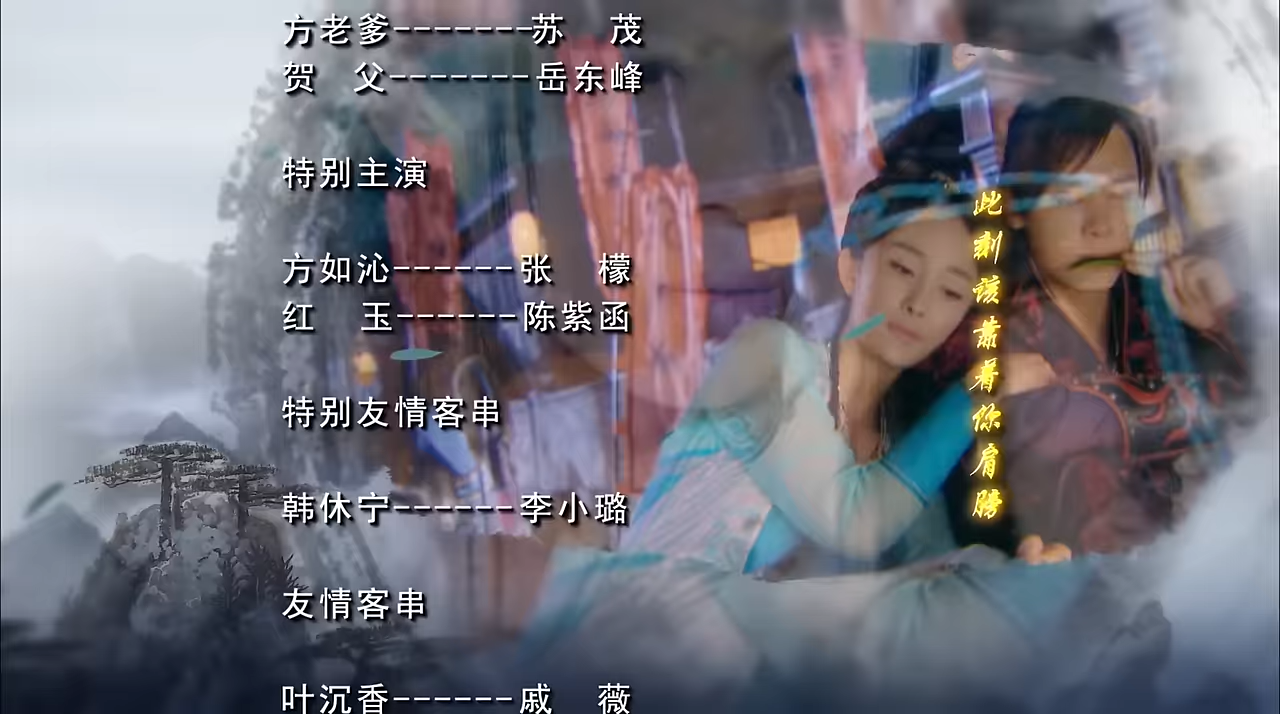 方老爹-------苏 茂
贺 父-------岳东峰
特别主演
方如沁------张 檬
红 玉------陈紫函
特别友情客串
韩休宁------李小璐
友情客串
叶沉香------戚 薇
此刻该靠着你肩膀